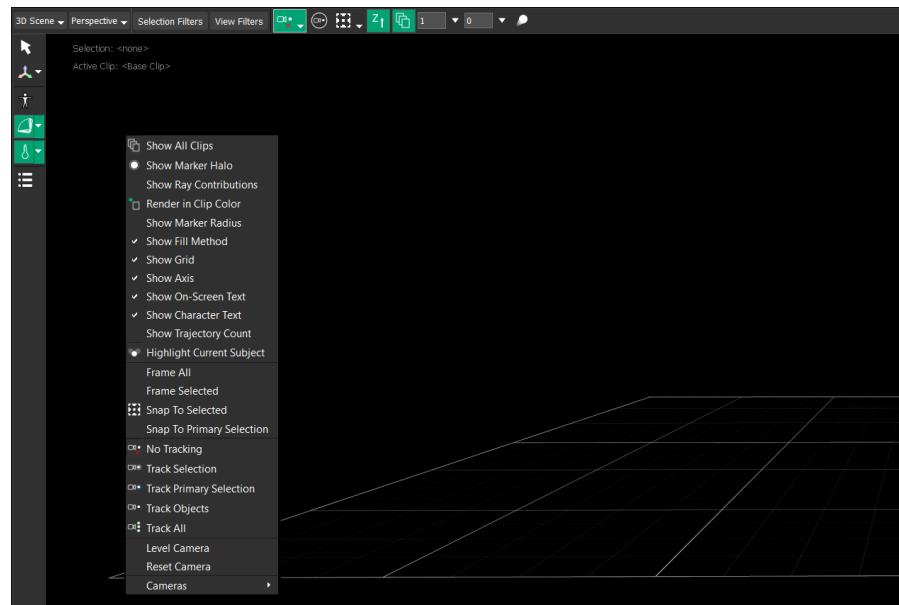 3D Scene Perspective Selection Filters View Filters Z 1 0
Selection: <none>
Active Clip: <Base Clip>
Show All Clips
Show Marker Halo
Show Ray Contributions
Render in Clip Color
Show Marker Radius
Show Fill Method
Show Grid
Show Axis
Show On-Screen Text
Show Character Text
Show Trajectory Count
Highlight Current Subject
Frame All
Frame Selected
Snap To Selected
Snap To Primary Selection
No Tracking
Track Selection
Track Primary Selection
Track Objects
Track All
Level Camera
Reset Camera
Cameras